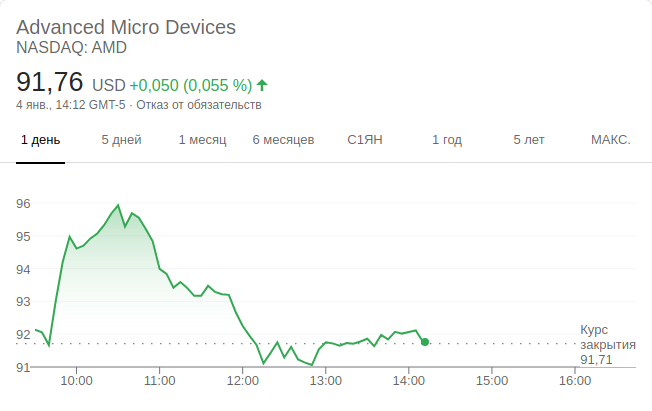 Advanced Micro Devices
NASDAQ: AMD
91,76 USD +0,050 (0,055 %)
4 янв., 14:12 GMT-5 · Отказ от обязательств
1 день 5 дней 1 месяц 6 месяцев С1ЯН 1 год 5 лет МАКС.
96
95
94
93
92
91
Курс
закрытия
91,71
10:00 11:00 12:00 13:00 14:00 15:00 16:00